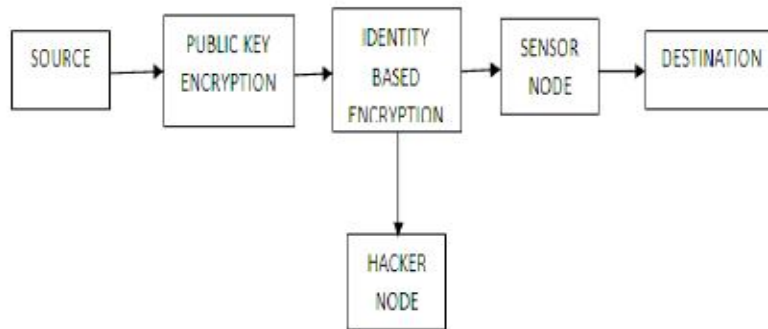 SOURCE
PUBLIC KEY
ENCRYPTION
IDENTITY
BASED
ENCRYPTION
SENSOR
NODE
DESTINATION
HACKER
NODE